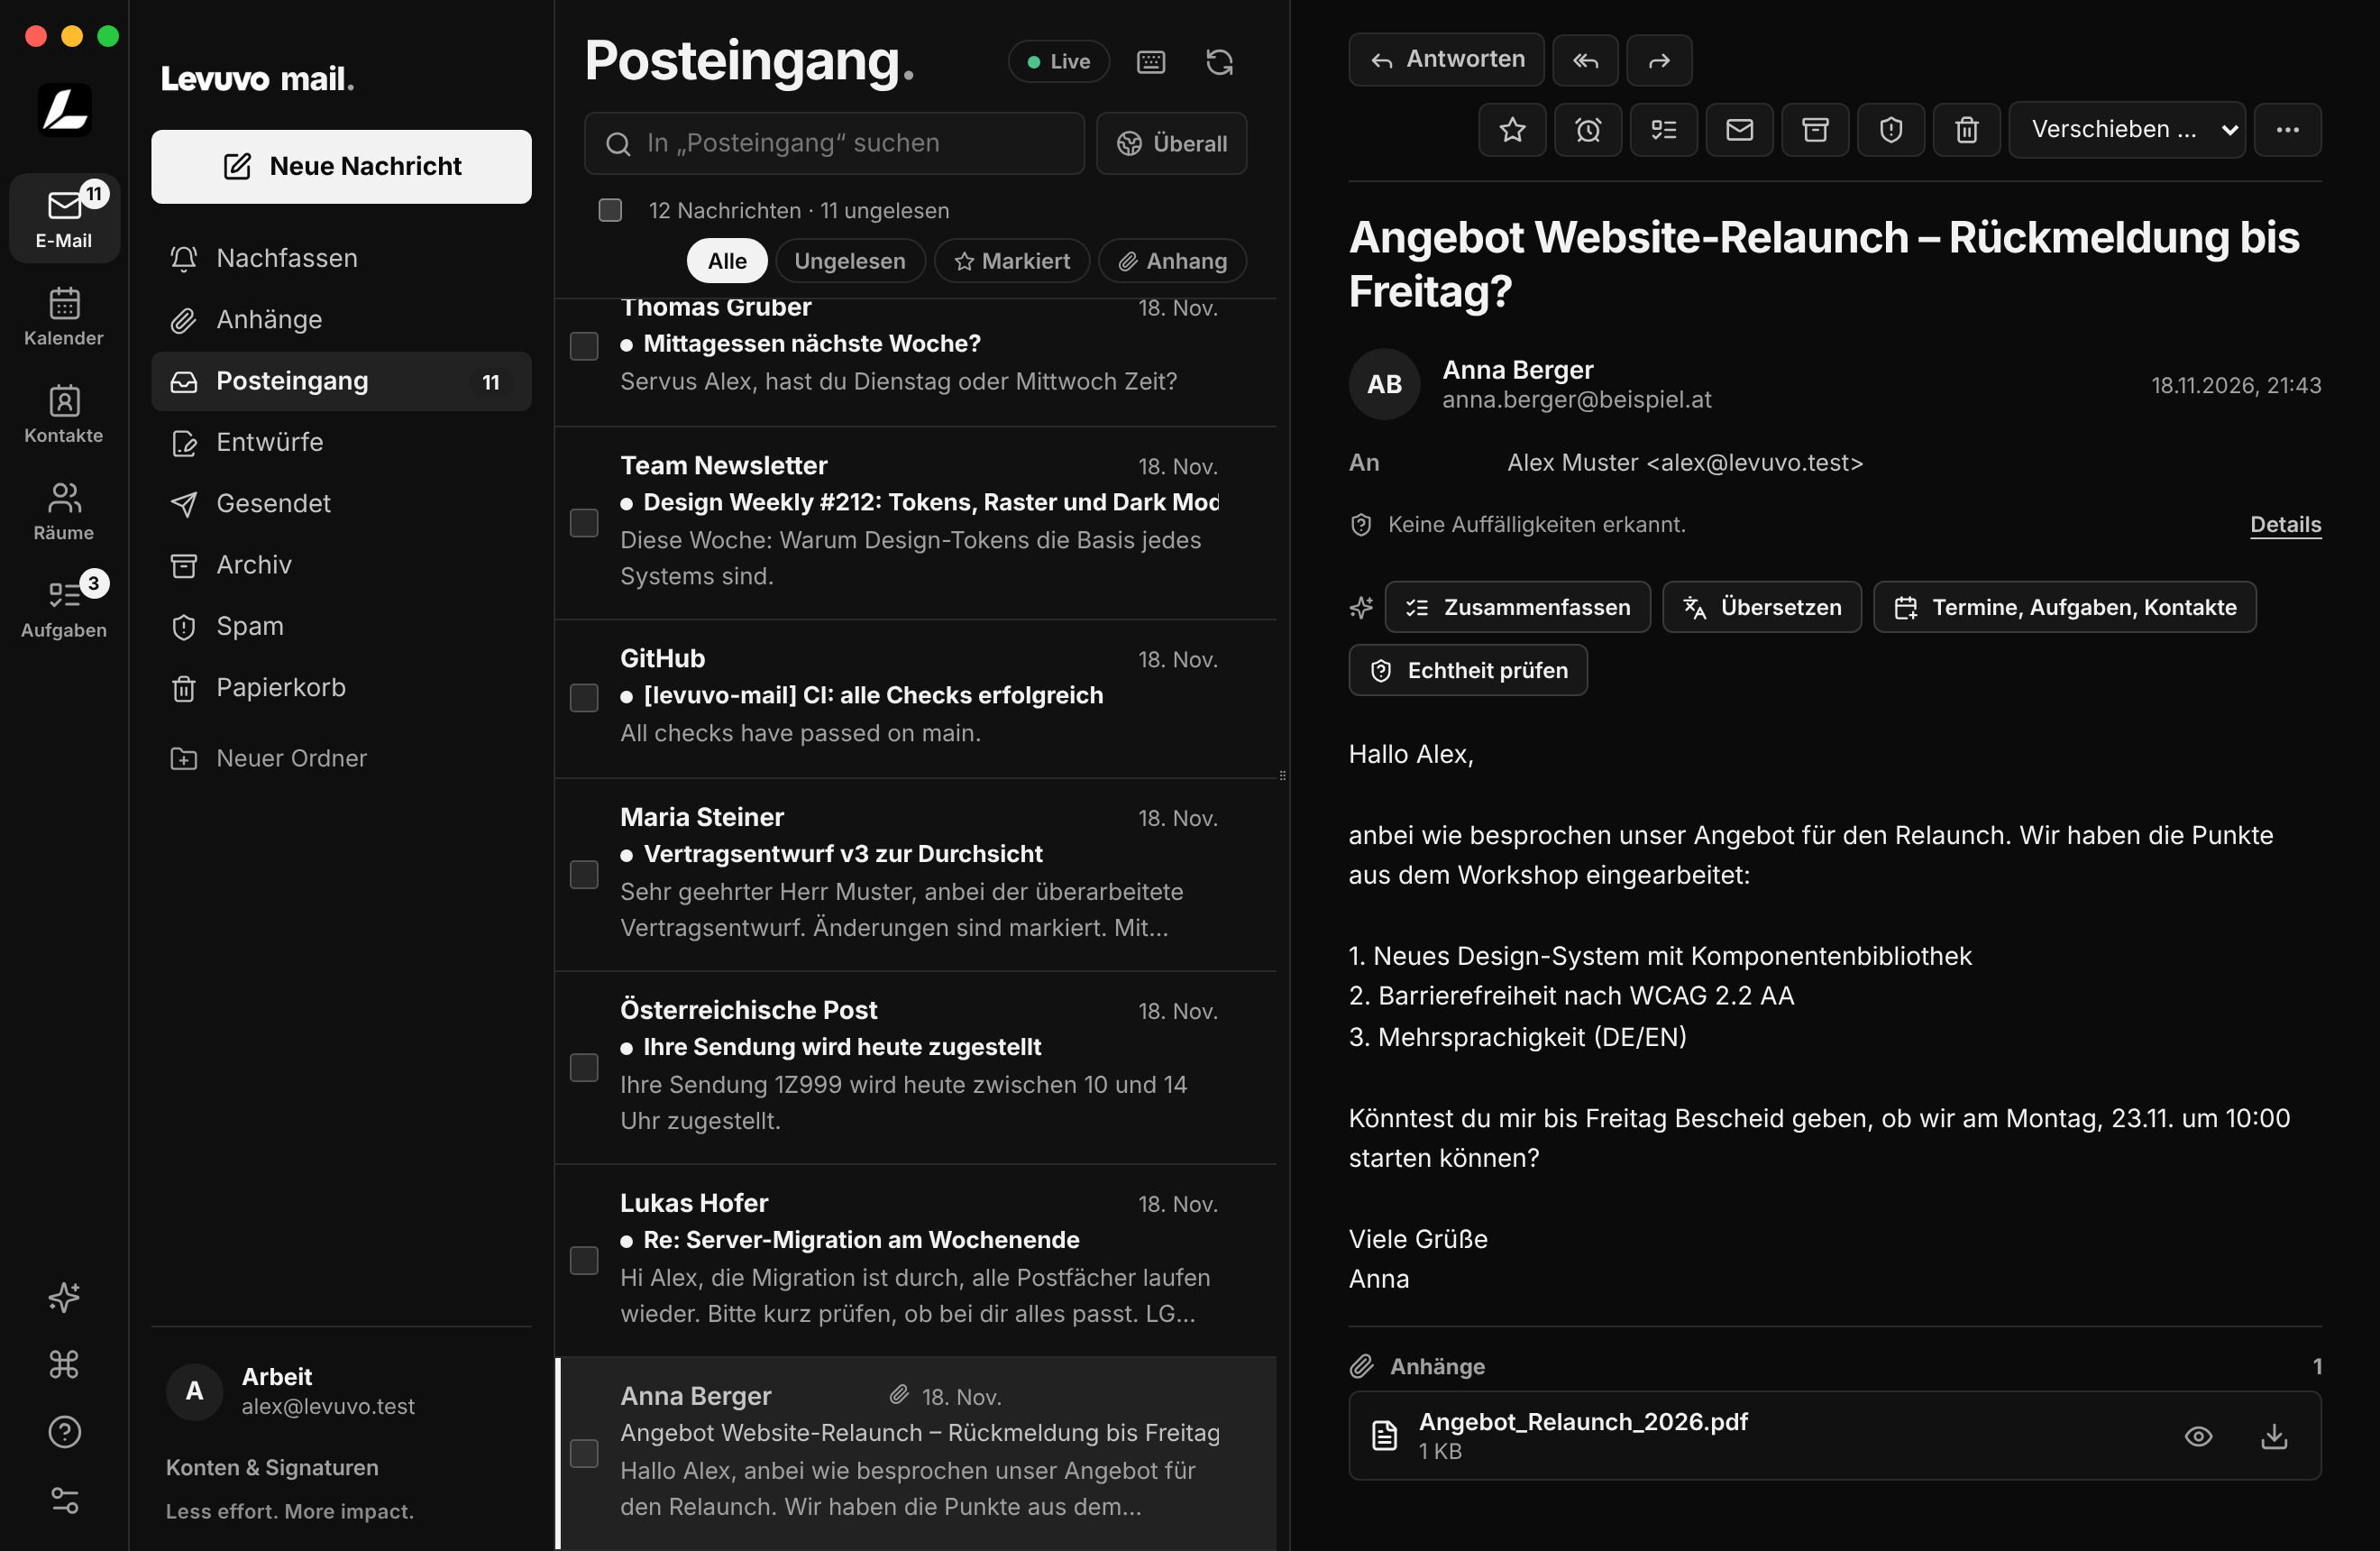 11
E-Mail
Kalender
Kontakte
Räume
3
Aufgaben
Levuvo mail.
Neue Nachricht
Nachfassen
Anhänge
Posteingang 11
Entwürfe
Gesendet
Archiv
Spam
Papierkorb
Neuer Ordner
A
Arbeit
alex@levuvo.test
Konten & Signaturen
Less effort. More impact.
Posteingang.
Live
In „Posteingang“ suchen
Überall
12 Nachrichten · 11 ungelesen
Alle Ungelesen Markiert Anhang
Thomas Gruber 18. Nov.
Mittagessen nächste Woche?
Servus Alex, hast du Dienstag oder Mittwoch Zeit?
Team Newsletter 18. Nov.
Design Weekly #212: Tokens, Raster und Dark Mod
Diese Woche: Warum Design-Tokens die Basis jedes
Systems sind.
GitHub 18. Nov.
[levuvo-mail] CI: alle Checks erfolgreich
All checks have passed on main.
Maria Steiner 18. Nov.
Vertragsentwurf v3 zur Durchsicht
Sehr geehrter Herr Muster, anbei der überarbeitete
Vertragsentwurf. Änderungen sind markiert. Mit...
Österreichische Post 18. Nov.
Ihre Sendung wird heute zugestellt
Ihre Sendung 1Z999 wird heute zwischen 10 und 14
Uhr zugestellt.
Lukas Hofer 18. Nov.
Re: Server-Migration am Wochenende
Hi Alex, die Migration ist durch, alle Postfächer laufen
wieder. Bitte kurz prüfen, ob bei dir alles passt. LG...
Anna Berger 18. Nov.
Angebot Website-Relaunch – Rückmeldung bis Freitag
Hallo Alex, anbei wie besprochen unser Angebot für
den Relaunch. Wir haben die Punkte aus dem...
Antworten
Verschieben ...
Angebot Website-Relaunch – Rückmeldung bis
Freitag?
AB
Anna Berger
anna.berger@beispiel.at
18.11.2026, 21:43
An Alex Muster <alex@levuvo.test>
Keine Auffälligkeiten erkannt. Details
Zusammenfassen Übersetzen Termine, Aufgaben, Kontakte
Echtheit prüfen
Hallo Alex,
anbei wie besprochen unser Angebot für den Relaunch. Wir haben die Punkte
aus dem Workshop eingearbeitet:
1. Neues Design-System mit Komponentenbibliothek
2. Barrierefreiheit nach WCAG 2.2 AA
3. Mehrsprachigkeit (DE/EN)
Könntest du mir bis Freitag Bescheid geben, ob wir am Montag, 23.11. um 10:00
starten können?
Viele Grüße
Anna
Anhänge 1
Angebot_Relaunch_2026.pdf
1 KB